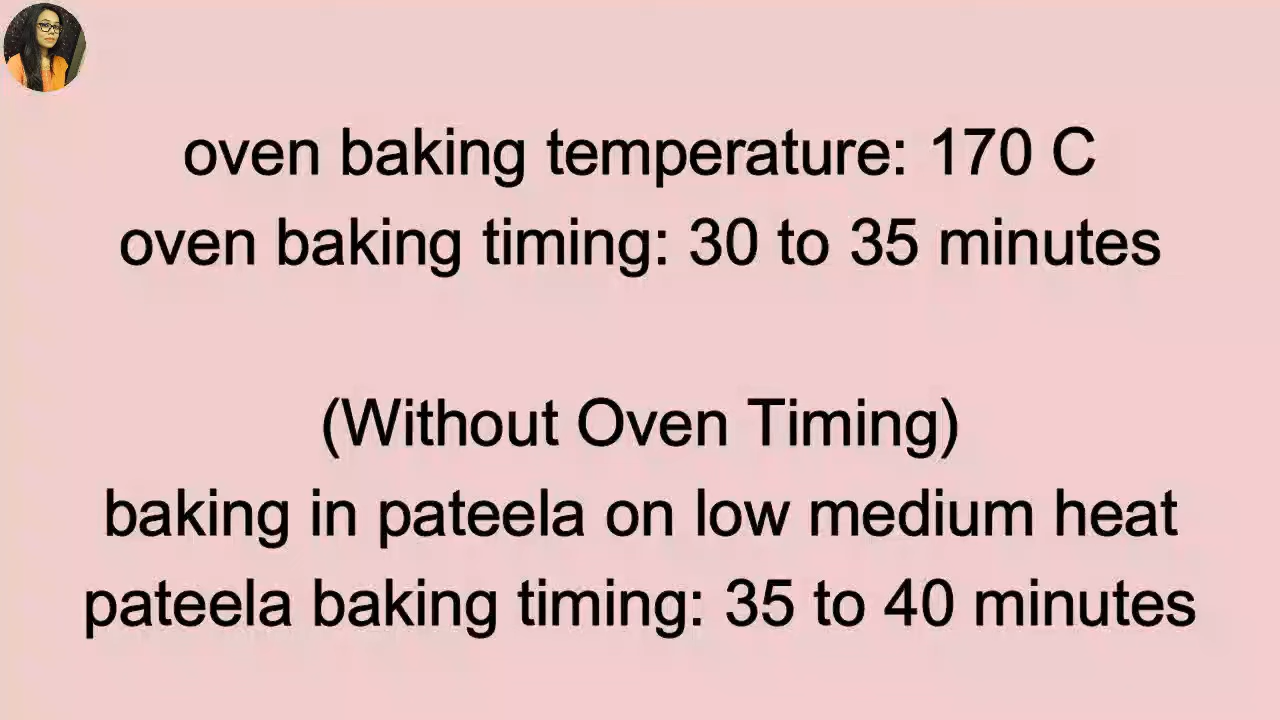 oven baking temperature: 170 C
oven baking timing: 30 to 35 minutes
(Without Oven Timing)
baking in pateela on low medium heat
pateela baking timing: 35 to 40 minutes